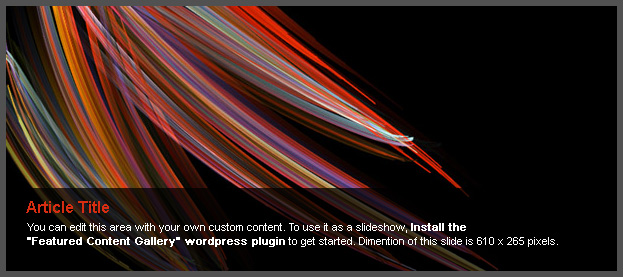 Article Title
You can edit this area with your own custom content. To use it as a slideshow, Install the
"Featured Content Gallery" wordpress plugin to get started. Dimention of this slide is 610 x 265 pixels.